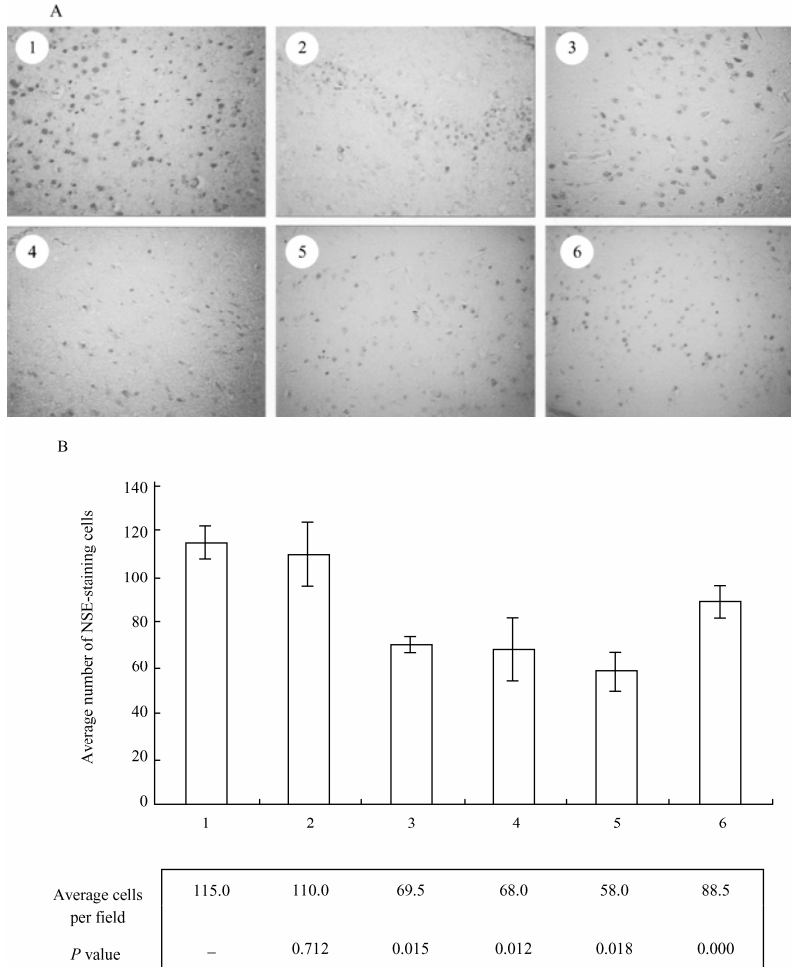 A
1
2
3
4
5
6
B
Average number of NSE-staining cells
140
120
100
80
60
40
20
0
1 2 3 4 5 6
Average cells per field 115.0 110.0 69.5 68.0 58.0 88.5
P value – 0.712 0.015 0.012 0.018 0.000